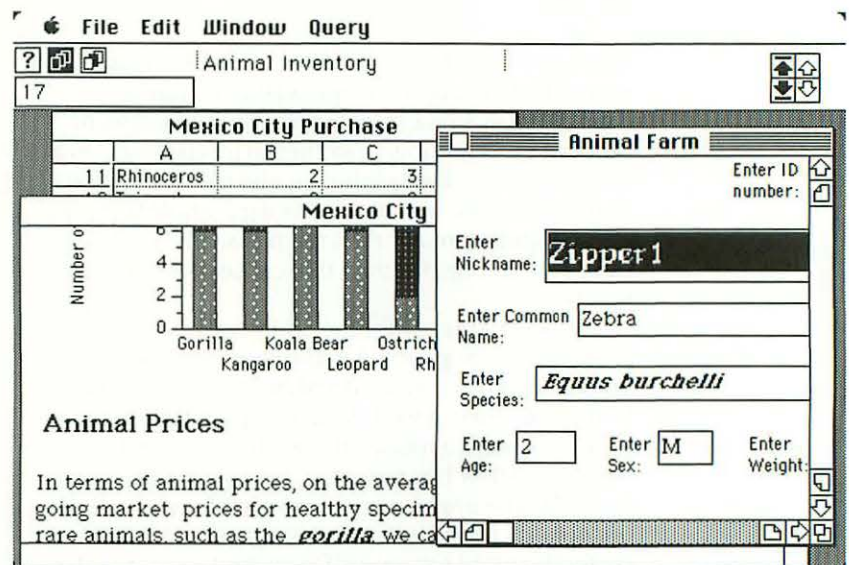 File Edit Window Query
?
Animal Inventory
17
Mexico City Purchase
A B C
11 Rhinoceros 2 3
Mexico City
Number o
6
4
2
0
Gorilla Koala Bear Ostrich
Kangaroo Leopard Rh
Animal Prices
In terms of animal prices, on the averag
going market prices for healthy specim
rare animals, such as the gorilla we ca
Animal Farm
Enter ID
number:
Enter
Nickname: Zipper1
Enter Common
Name: Zebra
Enter
Species: Equus burchelli
Enter
Age: 2
Enter
Sex: M
Enter
Weight: